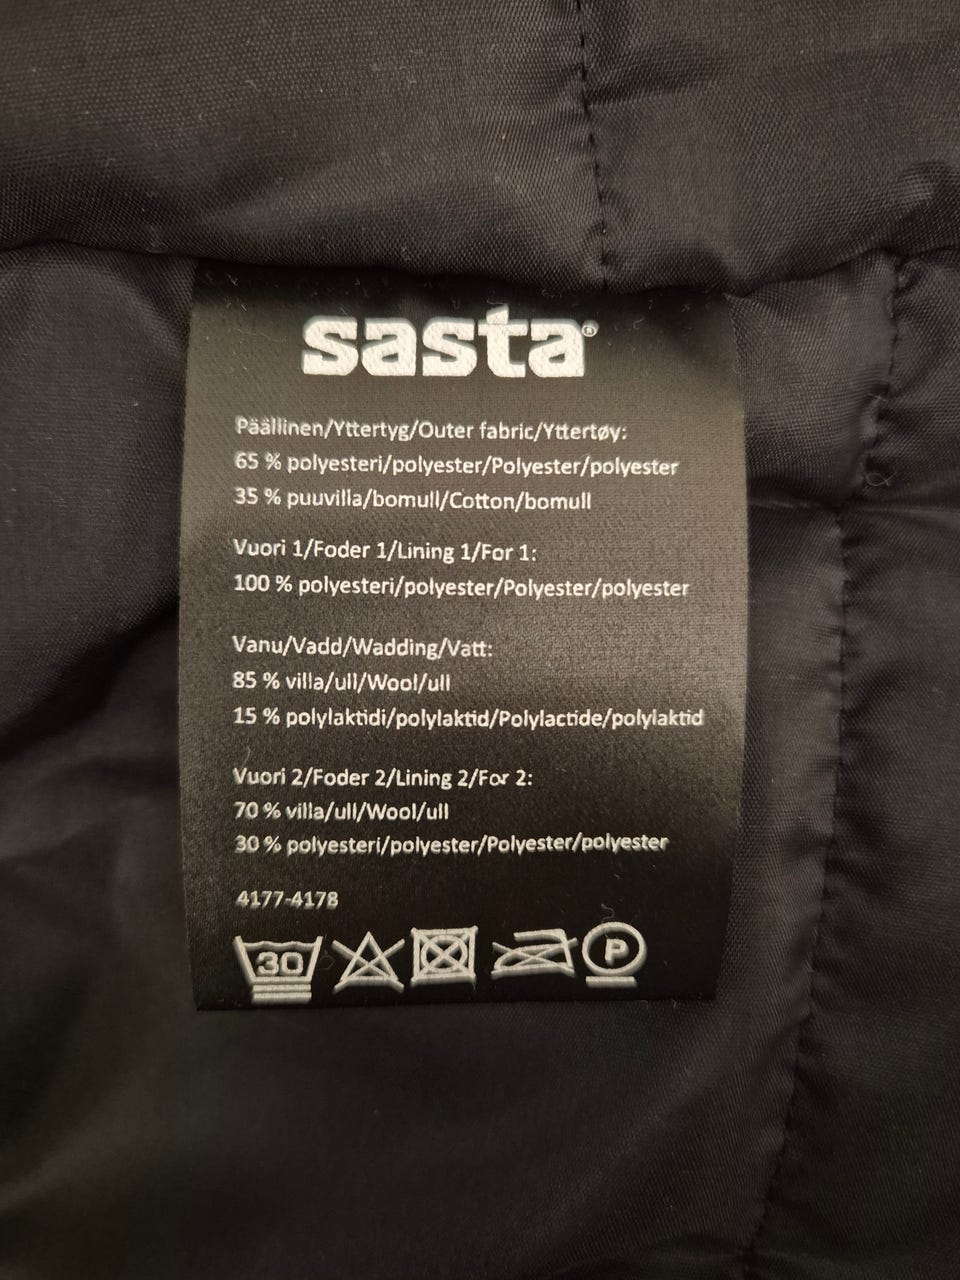 sasta®
Päällinen/Yttertyg/Outer fabric/Yttertøy:
65 % polyesteri/polyester/Polyester/polyester
35 % puuvilla/bomull/Cotton/bomull
Vuori 1/Foder 1/Lining 1/For 1:
100 % polyesteri/polyester/Polyester/polyester
Vanu/Vadd/Wadding/Vatt:
85 % villa/ull/Wool/ull
15 % polylaktidi/polylaktid/Polylactide/polylaktid
Vuori 2/Foder 2/Lining 2/For 2:
70 % villa/ull/Wool/ull
30 % polyesteri/polyester/Polyester/polyester
4177-4178
30 P